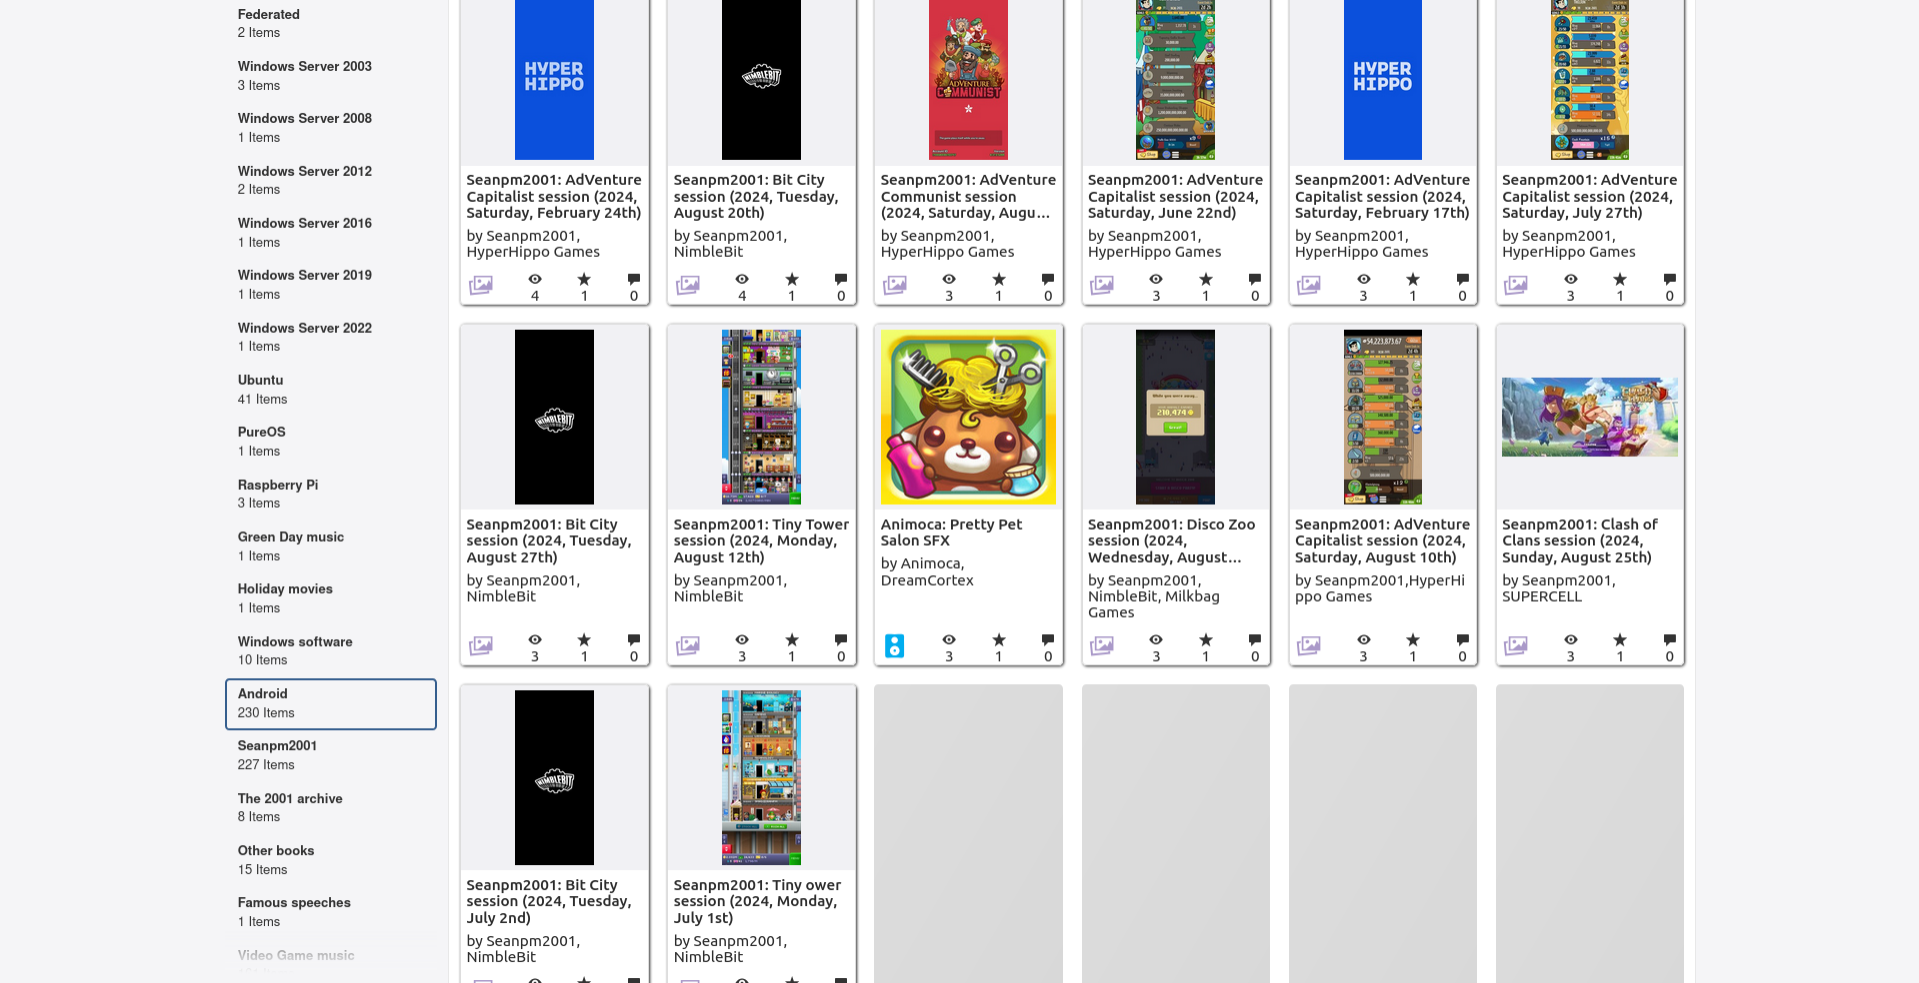 Federated
2 Items
Windows Server 2003
3 Items
Windows Server 2008
1 Items
Windows Server 2012
2 Items
Windows Server 2016
1 Items
Windows Server 2019
1 Items
Windows Server 2022
1 Items
Ubuntu
41 Items
PureOS
1 Items
Raspberry Pi
3 Items
Green Day music
1 Items
Holiday movies
1 Items
Windows software
10 Items
Android
230 Items
Seanpm2001
227 Items
The 2001 archive
8 Items
Other books
15 Items
Famous speeches
1 Items
Video Game music
HYPER
HIPPO
Seanpm2001: AdVenture
Capitalist session (2024,
Saturday, February 24th)
by Seanpm2001,
HyperHippo Games
4 1 0
NIMBLEBIT
Seanpm2001: Bit City
session (2024, Tuesday,
August 20th)
by Seanpm2001,
NimbleBit
4 1 0
ADVENTURE
COMMUNIST
Seanpm2001: AdVenture
Communist session
(2024, Saturday, Augu...
by Seanpm2001,
HyperHippo Games
3 1 0
Seanpm2001: AdVenture
Capitalist session (2024,
Saturday, June 22nd)
by Seanpm2001,
HyperHippo Games
3 1 0
HYPER
HIPPO
Seanpm2001: AdVenture
Capitalist session (2024,
Saturday, February 17th)
by Seanpm2001,
HyperHippo Games
3 1 0
Seanpm2001: AdVenture
Capitalist session (2024,
Saturday, July 27th)
by Seanpm2001,
HyperHippo Games
3 1 0
NIMBLEBIT
Seanpm2001: Bit City
session (2024, Tuesday,
August 27th)
by Seanpm2001,
NimbleBit
3 1 0
Seanpm2001: Tiny Tower
session (2024, Monday,
August 12th)
by Seanpm2001,
NimbleBit
3 1 0
Animoca: Pretty Pet
Salon SFX
by Animoca,
DreamCortex
3 1 0
While you were away...
210,474
Seanpm2001: Disco Zoo
session (2024,
Wednesday, August...
by Seanpm2001,
NimbleBit, Milkbag
Games
3 1 0
54,223,873.67
Seanpm2001: AdVenture
Capitalist session (2024,
Saturday, August 10th)
by Seanpm2001,HyperHi
ppo Games
3 1 0
Seanpm2001: Clash of
Clans session (2024,
Sunday, August 25th)
by Seanpm2001,
SUPERCELL
3 1 0
NIMBLEBIT
Seanpm2001: Bit City
session (2024, Tuesday,
July 2nd)
by Seanpm2001,
NimbleBit
Seanpm2001: Tiny ower
session (2024, Monday,
July 1st)
by Seanpm2001,
NimbleBit